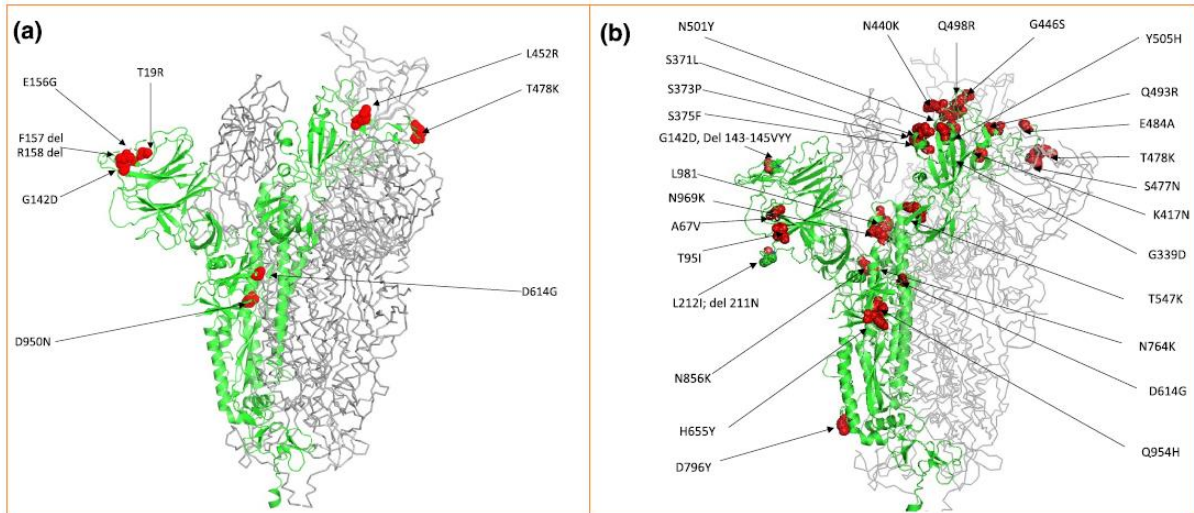 (a)
L452R
T19R
E156G
T478K
F157 del
R158 del
G142D
D614G
D950N
(b)
N501Y
N440K
Q498R
G446S
Y505H
S371L
S373P
Q493R
S375F
E484A
G142D, Del 143-145VYY
T478K
L981
S477N
N969K
K417N
A67V
G339D
T95I
L212I; del 211N
T547K
N764K
N856K
D614G
H655Y
Q954H
D796Y